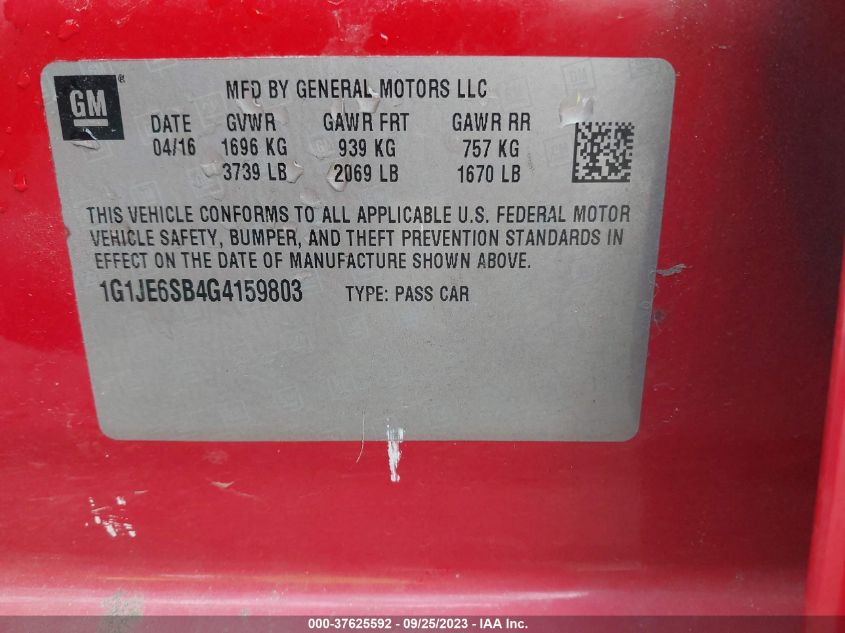 GM ®
MFD BY GENERAL MOTORS LLC
DATE GVWR GAWR FRT GAWR RR
04/16 1696 KG 939 KG 757 KG
3739 LB 2069 LB 1670 LB
THIS VEHICLE CONFORMS TO ALL APPLICABLE U.S. FEDERAL MOTOR
VEHICLE SAFETY, BUMPER, AND THEFT PREVENTION STANDARDS IN
EFFECT ON THE DATE OF MANUFACTURE SHOWN ABOVE.
1G1JE6SB4G4159803 TYPE: PASS CAR
000-37625592 - 09/25/2023 - IAA Inc.